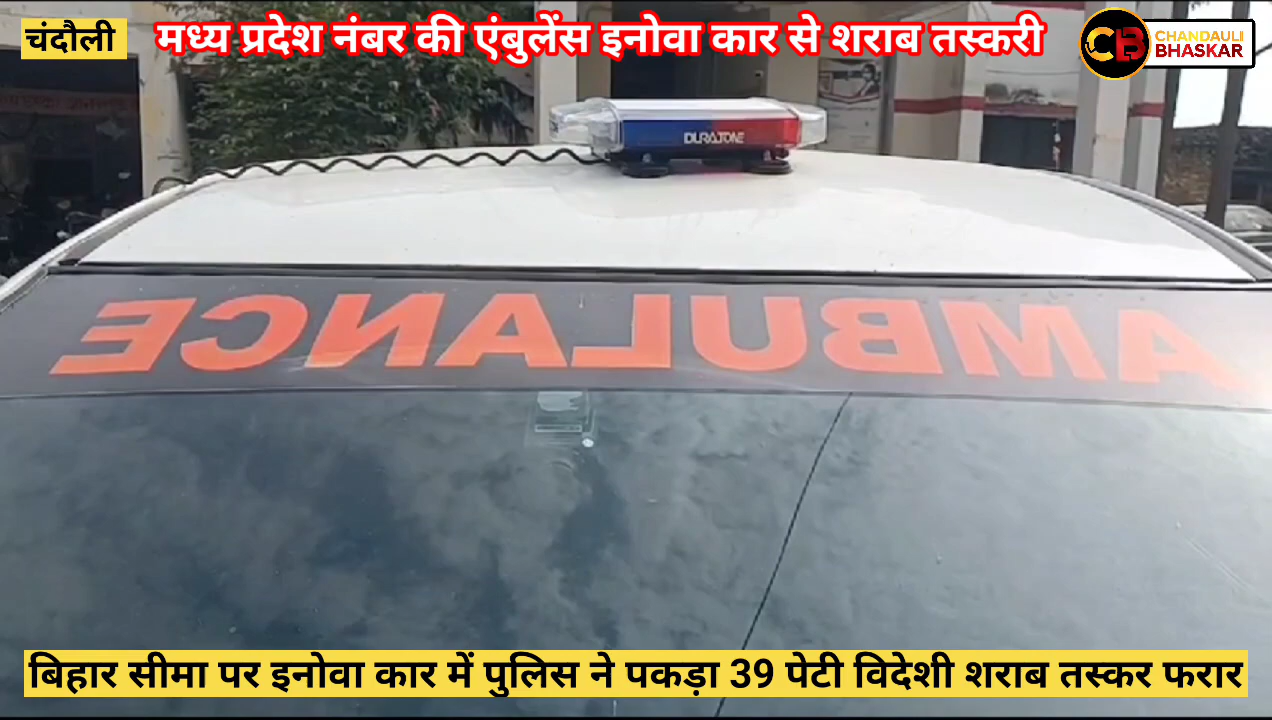 चंदौली
मध्य प्रदेश नंबर की एंबुलेंस इनोवा कार से शराब तस्करी
CB
CHANDAULI
BHASKAR
DURATONE
AMBULANCE
बिहार सीमा पर इनोवा कार में पुलिस ने पकड़ा 39 पेटी विदेशी शराब तस्कर फरार